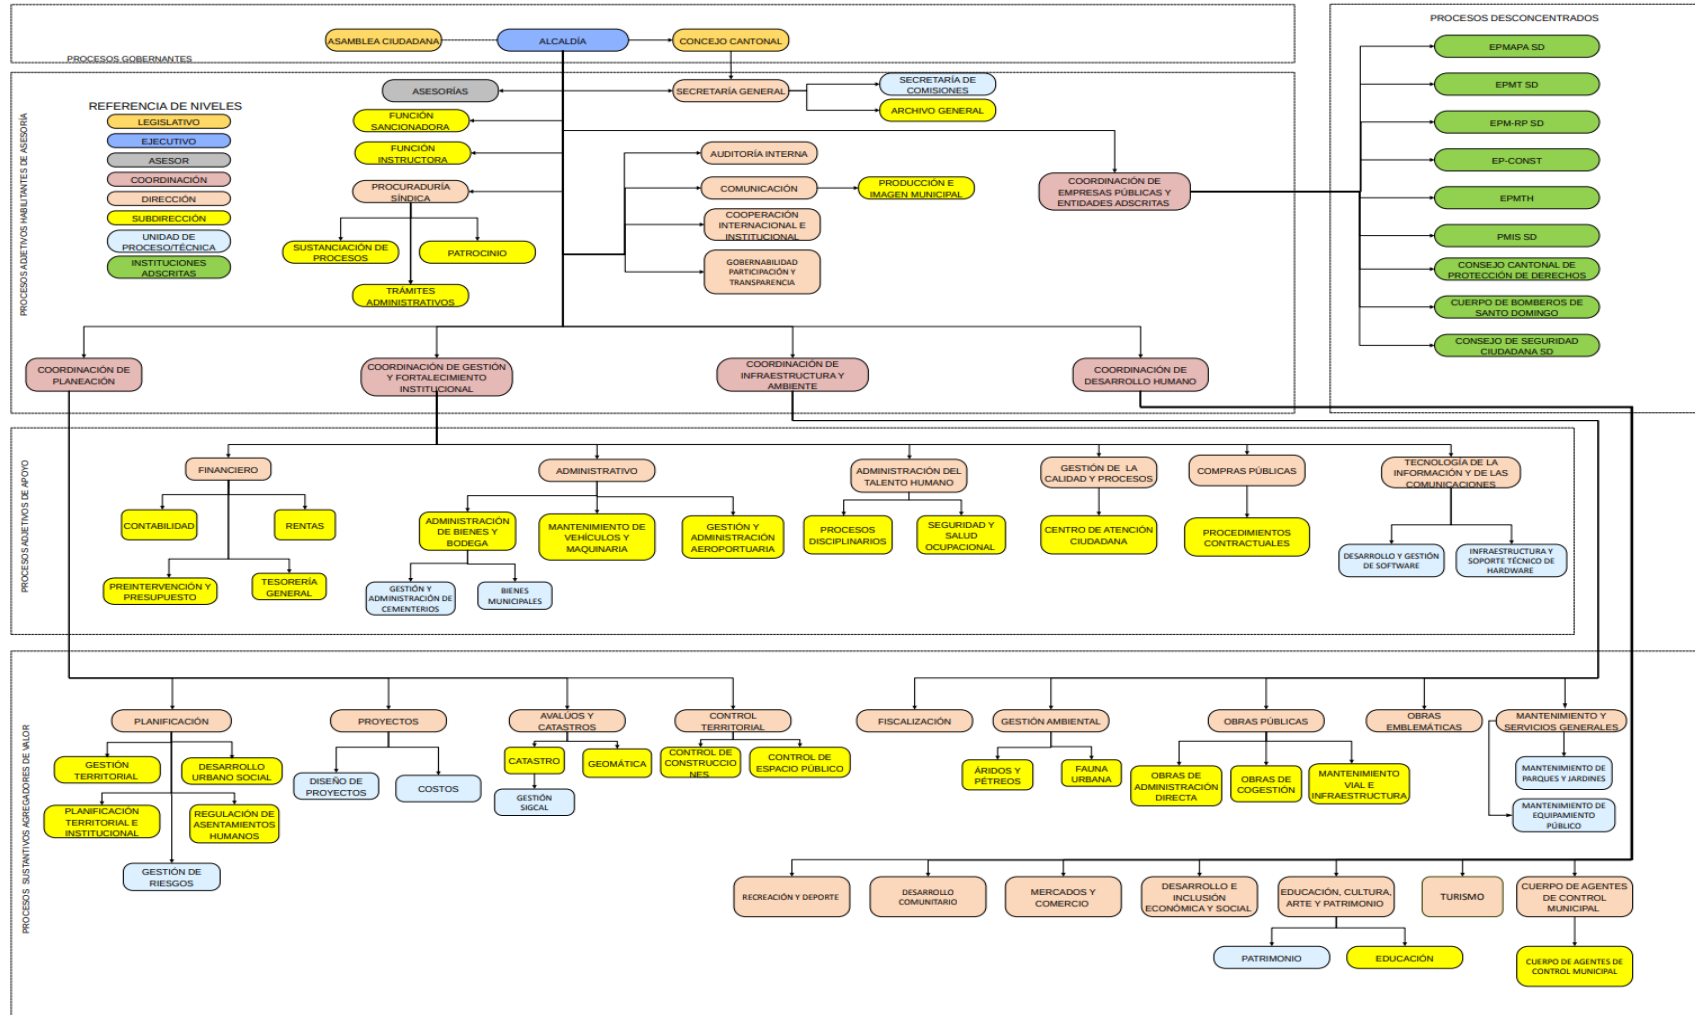 PROCESOS DESCONCENTRADOS
ASAMBLEA CIUDADANA
ALCALDÍA
CONCEJO CANTONAL
PROCESOS GOBERNANTES
EPMAPA SD
EPMT SD
EPM-RP SD
EP-CONST
EPMTH
PMIS SD
CONSEJO CANTONAL DE
PROTECCIÓN DE DERECHOS
CUERPO DE BOMBEROS DE
SANTO DOMINGO
CONSEJO DE SEGURIDAD
CIUDADANA SD
PROCESOS ADJETIVOS HABILITANTES DE ASESORÍA
REFERENCIA DE NIVELES
LEGISLATIVO
EJECUTIVO
ASESOR
COORDINACIÓN
DIRECCIÓN
SUBDIRECCIÓN
UNIDAD DE
PROCESO/TÉCNICA
INSTITUCIONES
ADSCRITAS
ASESORÍAS
SECRETARÍA GENERAL
SECRETARÍA DE
COMISIONES
ARCHIVO GENERAL
FUNCIÓN
SANCIONADORA
FUNCIÓN
INSTRUCTORA
PROCURADURÍA
SÍNDICA
SUSTANCIACIÓN DE
PROCESOS
PATROCINIO
TRÁMITES
ADMINISTRATIVOS
AUDITORÍA INTERNA
COMUNICACIÓN
PRODUCCIÓN E
IMAGEN MUNICIPAL
COOPERACIÓN
INTERNACIONAL E
INSTITUCIONAL
GOBERNABILIDAD
PARTICIPACIÓN Y
TRANSPARENCIA
COORDINACIÓN DE
EMPRESAS PÚBLICAS Y
ENTIDADES ADSCRITAS
COORDINACIÓN DE
PLANEACIÓN
COORDINACIÓN DE GESTIÓN
Y FORTALECIMIENTO
INSTITUCIONAL
COORDINACIÓN DE
INFRAESTRUCTURA Y
AMBIENTE
COORDINACIÓN DE
DESARROLLO HUMANO
PROCESOS ADJETIVOS DE APOYO
FINANCIERO
CONTABILIDAD
RENTAS
PREINTERVENCIÓN Y
PRESUPUESTO
TESORERÍA
GENERAL
ADMINISTRATIVO
ADMINISTRACIÓN
DE BIENES Y
BODEGA
MANTENIMIENTO DE
VEHÍCULOS Y
MAQUINARIA
GESTIÓN Y
ADMINISTRACIÓN
AEROPORTUARIA
GESTIÓN Y
ADMINISTRACIÓN DE
CEMENTERIOS
BIENES
MUNICIPALES
ADMINISTRACIÓN DEL
TALENTO HUMANO
PROCESOS
DISCIPLINARIOS
SEGURIDAD Y
SALUD
OCUPACIONAL
GESTIÓN DE LA
CALIDAD Y PROCESOS
CENTRO DE ATENCIÓN
CIUDADANA
COMPRAS PÚBLICAS
PROCEDIMIENTOS
CONTRACTUALES
TECNOLOGÍA DE LA
INFORMACIÓN Y DE LAS
COMUNICACIONES
DESARROLLO Y GESTIÓN
DE SOFTWARE
INFRAESTRUCTURA Y
SOPORTE TÉCNICO DE
HARDWARE
PROCESOS SUSTANTIVOS AGREGADORES DE VALOR
PLANIFICACIÓN
GESTIÓN
TERRITORIAL
DESARROLLO
URBANO SOCIAL
PLANIFICACIÓN
TERRITORIAL E
INSTITUCIONAL
REGULACIÓN DE
ASENTAMIENTOS
HUMANOS
GESTIÓN DE
RIESGOS
PROYECTOS
DISEÑO DE
PROYECTOS
COSTOS
AVALÚOS Y
CATASTROS
CATASTRO
GEOMÁTICA
GESTIÓN
SIGCAL
CONTROL
TERRITORIAL
CONTROL DE
CONSTRUCCIO
NES
CONTROL DE
ESPACIO PÚBLICO
FISCALIZACIÓN
GESTIÓN AMBIENTAL
ÁRIDOS Y
PÉTREOS
FAUNA
URBANA
OBRAS PÚBLICAS
OBRAS DE
ADMINISTRACIÓN
DIRECTA
OBRAS DE
COGESTIÓN
MANTENIMIENTO
VIAL E
INFRAESTRUCTURA
OBRAS
EMBLEMÁTICAS
MANTENIMIENTO Y
SERVICIOS GENERALES
MANTENIMIENTO DE
PARQUES Y JARDINES
MANTENIMIENTO DE
EQUIPAMIENTO
PÚBLICO
RECREACIÓN Y DEPORTE
DESARROLLO
COMUNITARIO
MERCADOS Y
COMERCIO
DESARROLLO E
INCLUSIÓN
ECONÓMICA Y SOCIAL
EDUCACIÓN, CULTURA,
ARTE Y PATRIMONIO
TURISMO
CUERPO DE AGENTES
DE CONTROL
MUNICIPAL
PATRIMONIO
EDUCACIÓN
CUERPO DE AGENTES DE
CONTROL MUNICIPAL